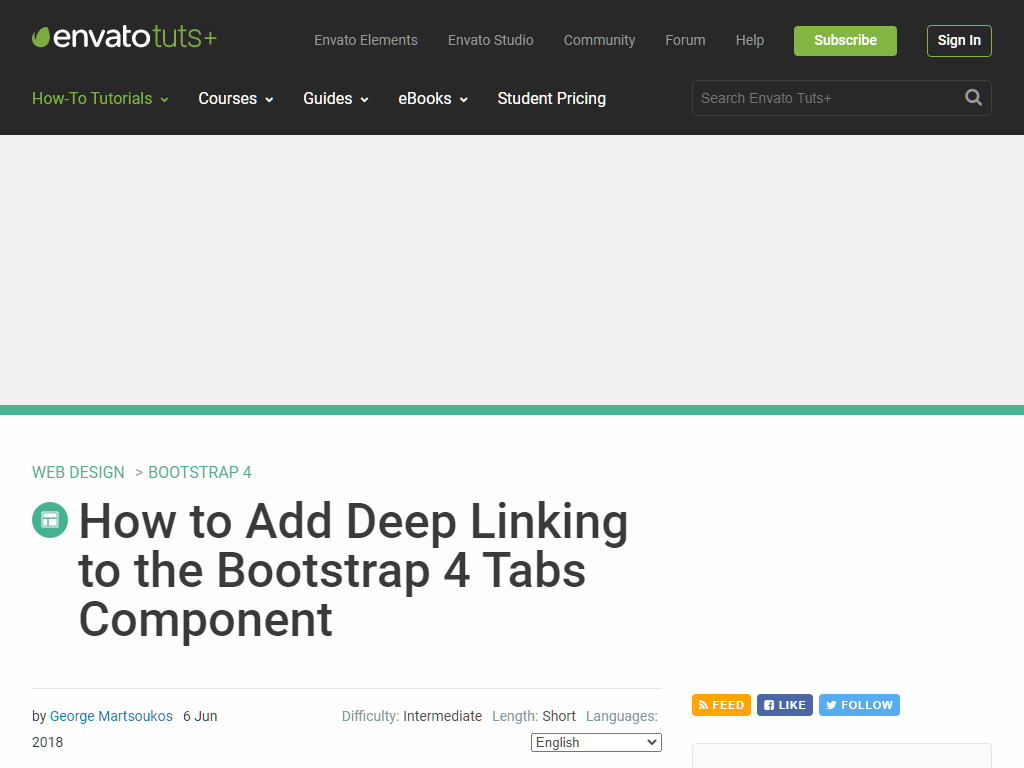 envatotuts+
Envato Elements Envato Studio Community Forum Help Subscribe Sign In
How-To Tutorials Courses Guides eBooks Student Pricing Search Envato Tuts+
WEB DESIGN > BOOTSTRAP 4
How to Add Deep Linking
to the Bootstrap 4 Tabs
Component
by George Martsoukos 6 Jun
2018
Difficulty: Intermediate Length: Short Languages:
English
FEED LIKE FOLLOW